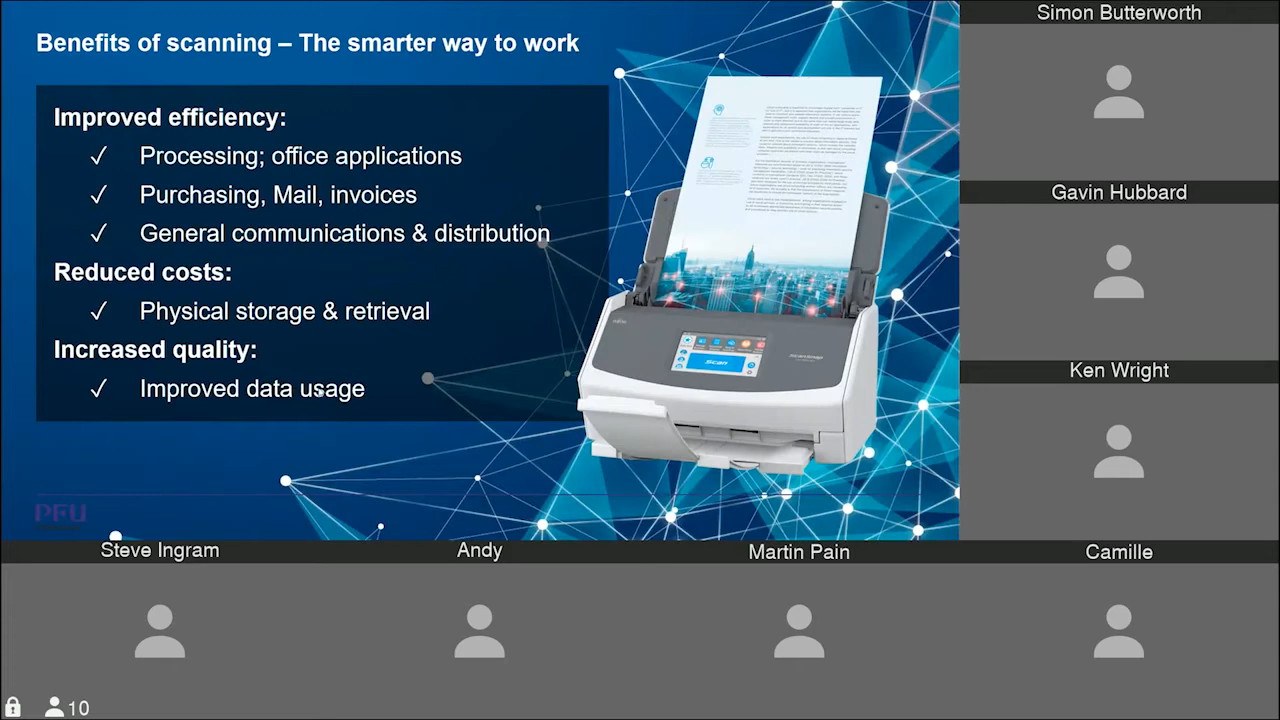 Benefits of scanning – The smarter way to work
Improved efficiency:
✓ Processing; other applications
✓ Purchasing, Mail, invoices
✓ General communications & distribution
Reduced costs:
✓ Physical storage & retrieval
Increased quality:
✓ Improved data usage
Scan
ScanSnap
PFU
Simon Butterworth
Gavin Hubbard
Ken Wright
Steve Ingram
Andy
Martin Pain
Camille
10